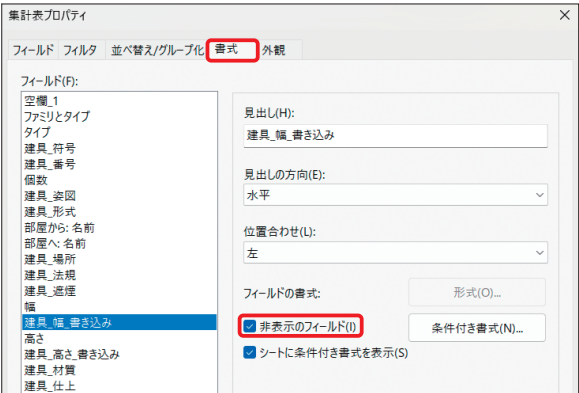 集計表プロパティ
フィールド フィルタ 並べ替え/グループ化 書式 外観
フィールド(F):
空欄_1
ファミリとタイプ
タイプ
建具_符号
建具_番号
個数
建具_姿図
建具_形式
部屋から: 名前
部屋へ: 名前
建具_場所
建具_法規
建具_遮煙
幅
建具_幅_書き込み
高さ
建具_高さ_書き込み
建具_材質
建具_仕上
見出し(H):
建具_幅_書き込み
見出しの方向(E):
水平
位置合わせ(L):
左
フィールドの書式:
形式(O)...
非表示のフィールド(I)
条件付き書式(N)...
シートに条件付き書式を表示(S)